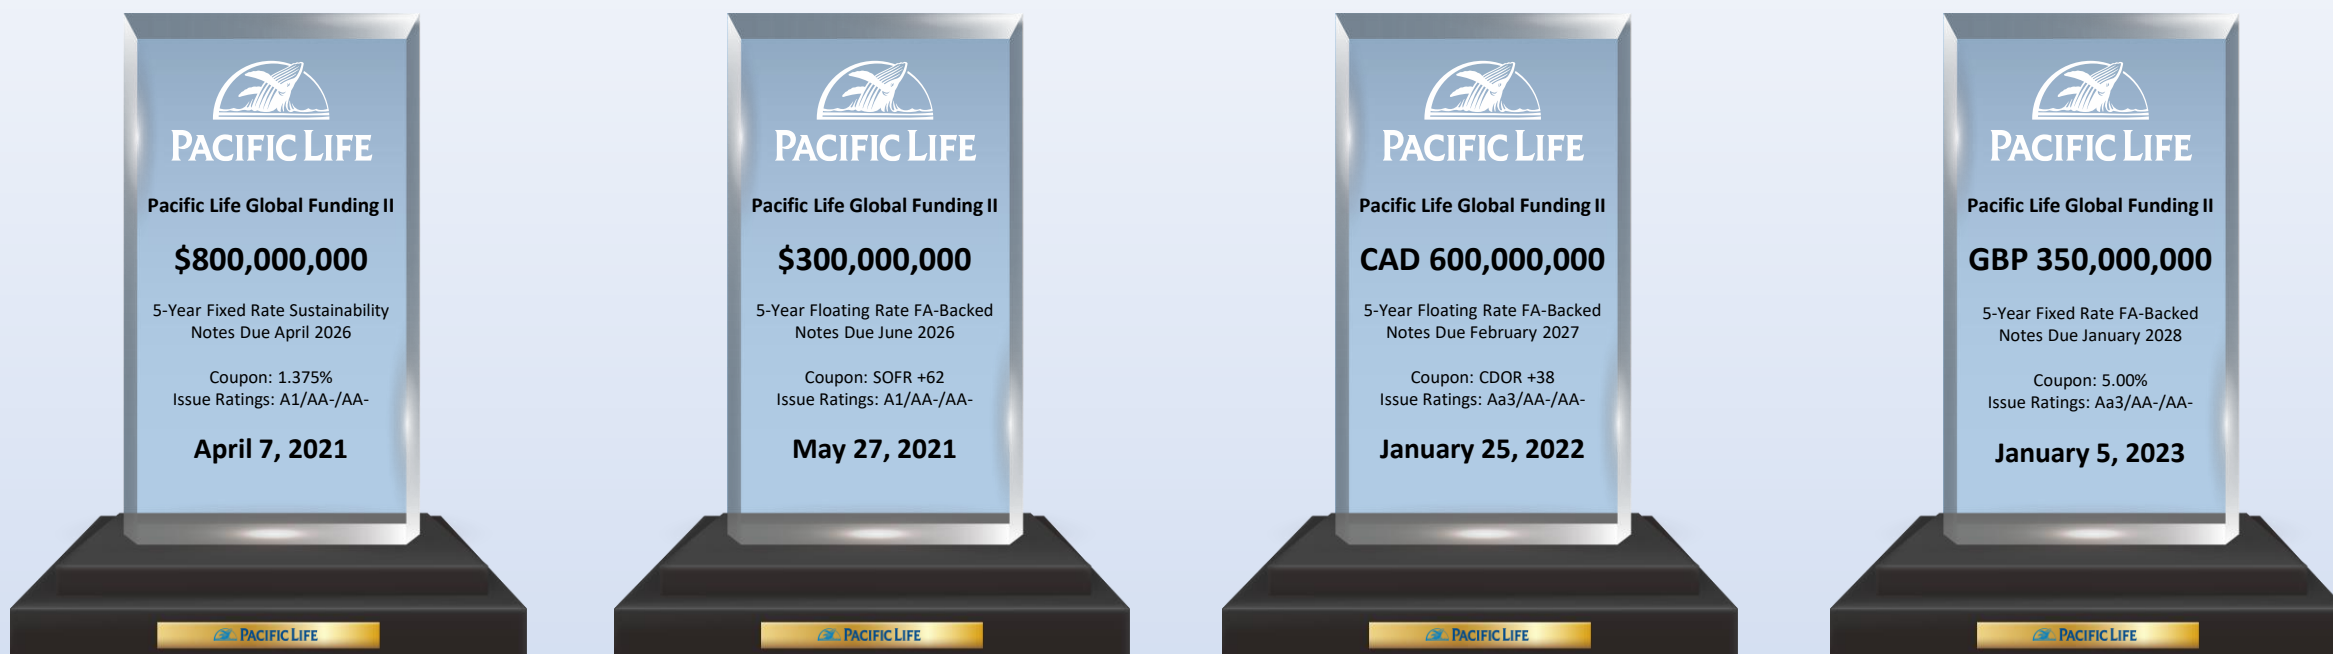 PACIFIC LIFE
Pacific Life Global Funding II
$800,000,000
5-Year Fixed Rate Sustainability
Notes Due April 2026
Coupon: 1.375%
Issue Ratings: A1/AA-/AA-
April 7, 2021
PACIFIC LIFE
PACIFIC LIFE
Pacific Life Global Funding II
$300,000,000
5-Year Floating Rate FA-Backed
Notes Due June 2026
Coupon: SOFR +62
Issue Ratings: A1/AA-/AA-
May 27, 2021
PACIFIC LIFE
PACIFIC LIFE
Pacific Life Global Funding II
CAD 600,000,000
5-Year Floating Rate FA-Backed
Notes Due February 2027
Coupon: CDOR +38
Issue Ratings: Aa3/AA-/AA-
January 25, 2022
PACIFIC LIFE
PACIFIC LIFE
Pacific Life Global Funding II
GBP 350,000,000
5-Year Fixed Rate FA-Backed
Notes Due January 2028
Coupon: 5.00%
Issue Ratings: Aa3/AA-/AA-
January 5, 2023
PACIFIC LIFE